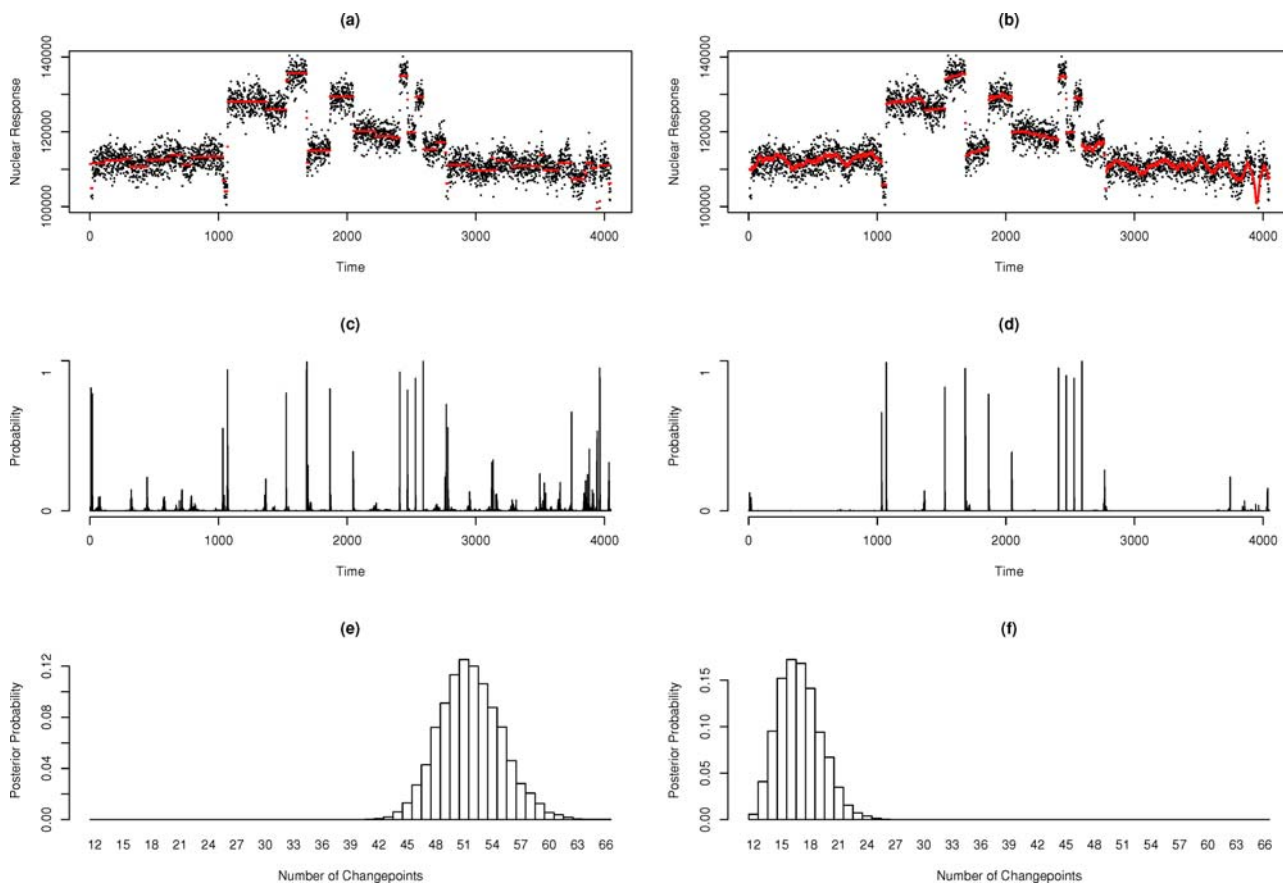 (a)
Nuclear Response
100000 120000 140000
0 1000 2000 3000 4000
Time
(b)
Nuclear Response
100000 120000 140000
0 1000 2000 3000 4000
Time
(c)
Probability
0 1
0 1000 2000 3000 4000
Time
(d)
Probability
0 1
0 1000 2000 3000 4000
Time
(e)
Posterior Probability
0.00 0.04 0.08 0.12
12 15 18 21 24 27 30 33 36 39 42 45 48 51 54 57 60 63 66
Number of Changepoints
(f)
Posterior Probability
0.00 0.05 0.10 0.15
12 15 18 21 24 27 30 33 36 39 42 45 48 51 54 57 60 63 66
Number of Changepoints